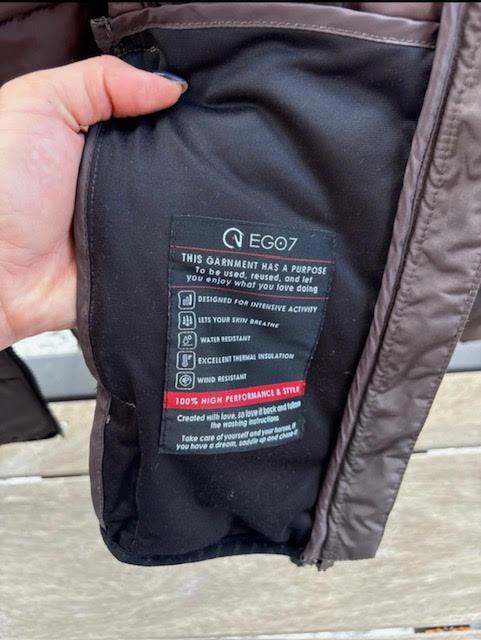 EGO7
THIS GARNMENT HAS A PURPOSE
To be used, reused, and let
you enjoy what you love doing
DESIGNED FOR INTENSIVE ACTIVITY
LETS YOUR SKIN BREATHE
WATER RESISTANT
EXCELLENT THERMAL INSULATION
WIND RESISTANT
100% HIGH PERFORMANCE & STYLE
Created with love, so love it back and follow
the washing instructions
Take care of yourself and your horses, if
you have a dream, saddle up and chase it